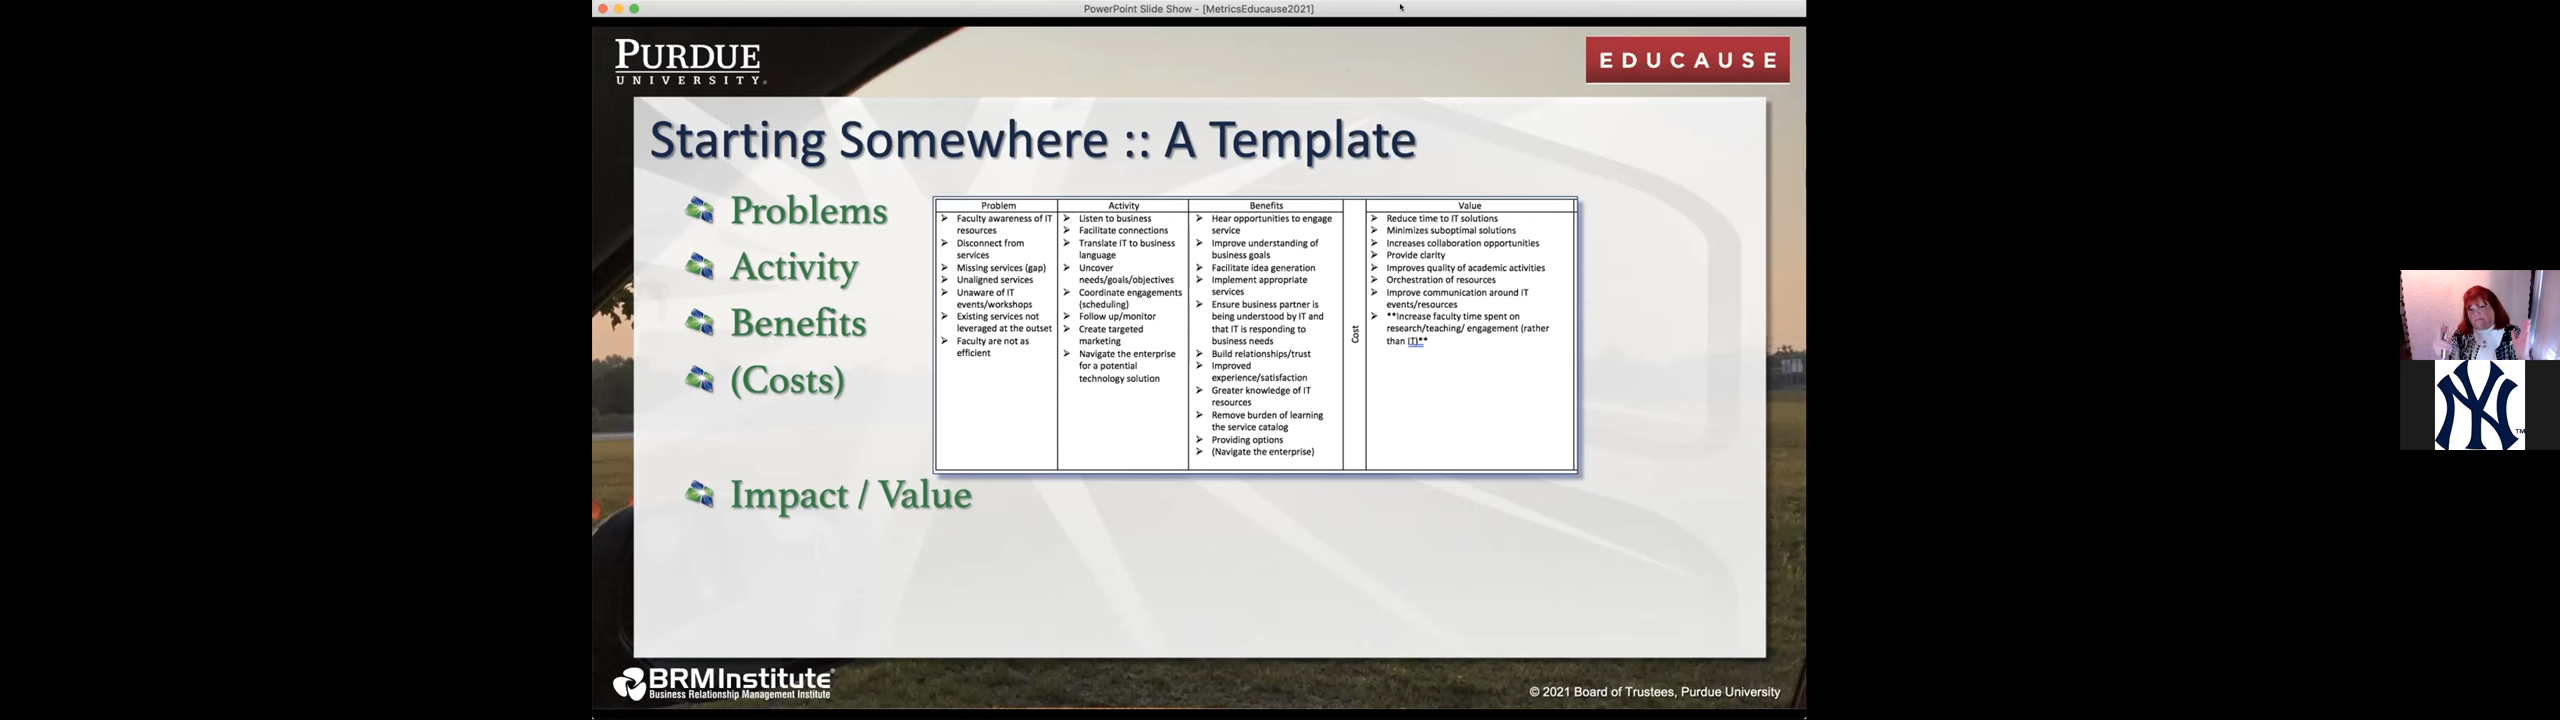 PowerPoint Slide Show - [MetricsEducause2021]
PURDUE
UNIVERSITY®
EDUCAUSE
Starting Somewhere :: A Template
Problems
Activity
Benefits
(Costs)
Impact / Value
Problem
Faculty awareness of IT
resources
Disconnect from
services
Missing services (gap)
Unaligned services
Unaware of IT
events/workshops
Existing services not
leveraged at the outset
Faculty are not as
efficient
Activity
Listen to business
Facilitate connections
Translate IT to business
language
Uncover
needs/goals/objectives
Coordinate engagements
(scheduling)
Follow up/monitor
Create targeted
marketing
Navigate the enterprise
for a potential
technology solution
Benefits
Hear opportunities to engage
service
Improve understanding of
business goals
Facilitate idea generation
Implement appropriate
services
Ensure business partner is
being understood by IT and
that IT is responding to
business needs
Build relationships/trust
Improved
experience/satisfaction
Greater knowledge of IT
resources
Remove burden of learning
the service catalog
Providing options
(Navigate the enterprise)
Cost
Value
Reduce time to IT solutions
Minimizes suboptimal solutions
Increases collaboration opportunities
Provide clarity
Improves quality of academic activities
Orchestration of resources
Improve communication around IT
events/resources
**Increase faculty time spent on
research/teaching/ engagement (rather
than IT)**
NY
TM
BRMInstitute®
Business Relationship Management Institute
© 2021 Board of Trustees, Purdue University